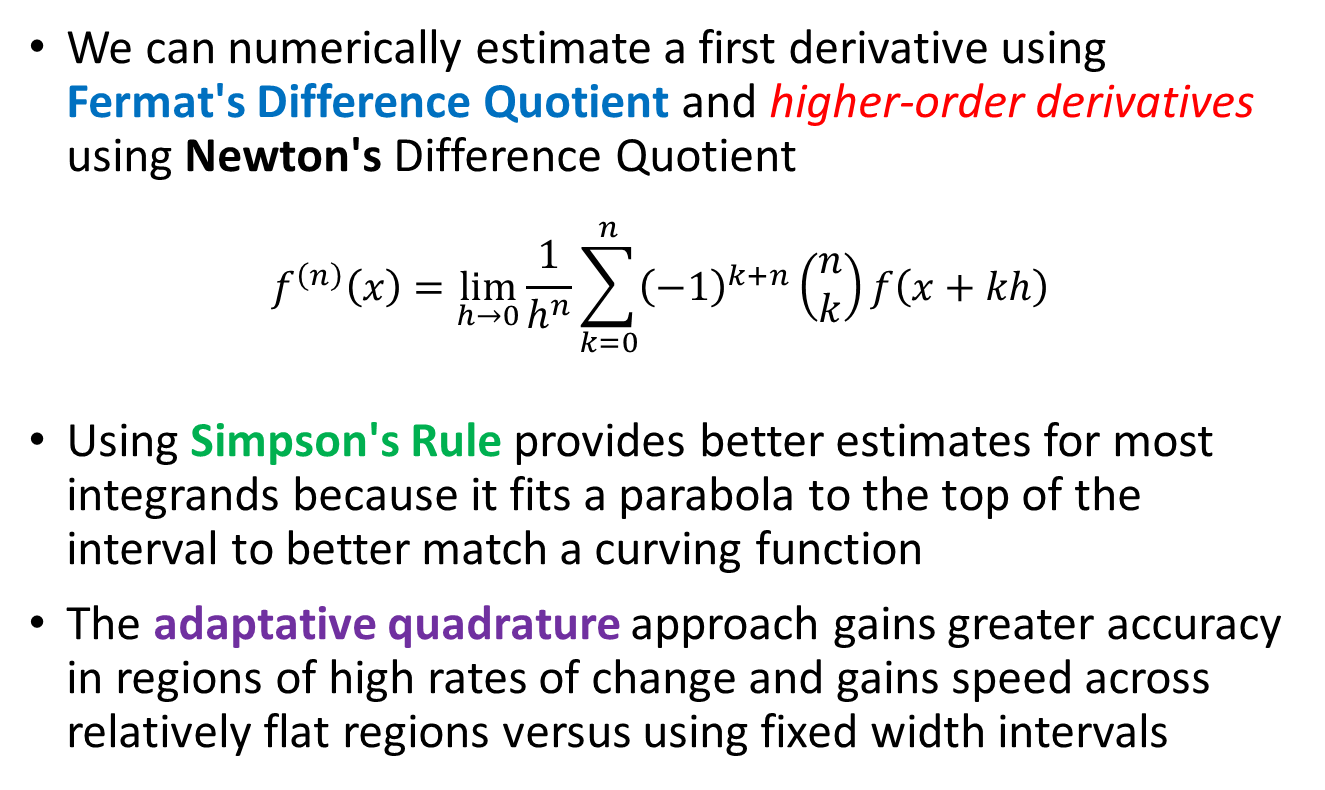 • We can numerically estimate a first derivative using
Fermat's Difference Quotient and higher-order derivatives
using Newton's Difference Quotient
f⁽ⁿ⁾(x) = lim_{h→0} 1/hⁿ ∑_{k=0}^{n} (−1)^{k+n} (n k) f(x + kh)
• Using Simpson's Rule provides better estimates for most
integrands because it fits a parabola to the top of the
interval to better match a curving function
• The adaptative quadrature approach gains greater accuracy
in regions of high rates of change and gains speed across
relatively flat regions versus using fixed width intervals